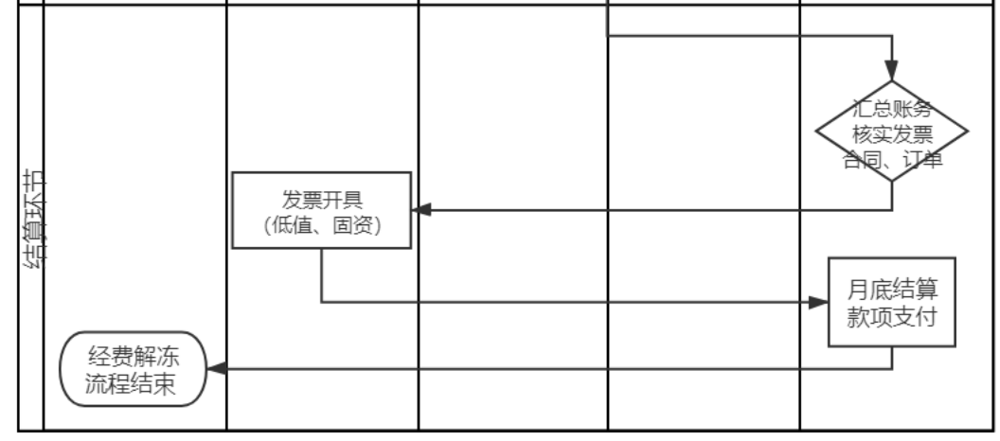 结算环节
汇总账务
核实发票
合同、订单
发票开具
(低值、固资)
月底结算
款项支付
经费解冻
流程结束